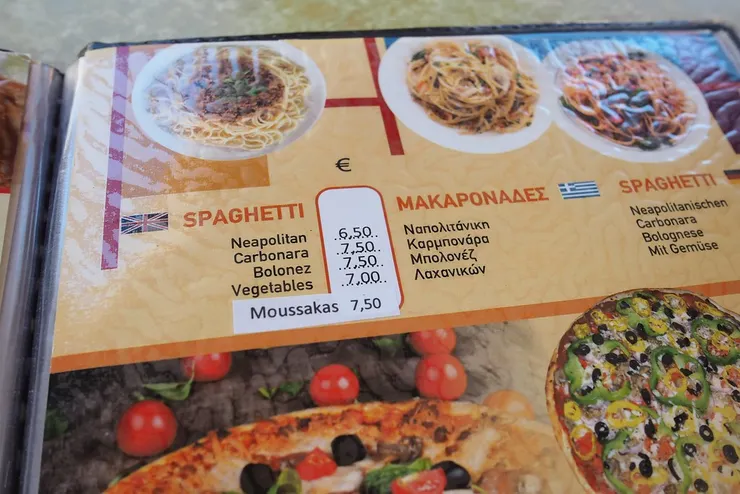 €
SPAGHETTI
Neapolitan 6,50
Carbonara 7,50
Bolonez 7,50
Vegetables 7,00
Moussakas 7,50
ΜΑΚΑΡΟΝΑΔΕΣ
Ναπολιτάνικη
Καρμπονάρα
Μπολονέζ
Λαχανικών
SPAGHETTI
Neapolitanischen
Carbonara
Bolognese
Mit Gemüse